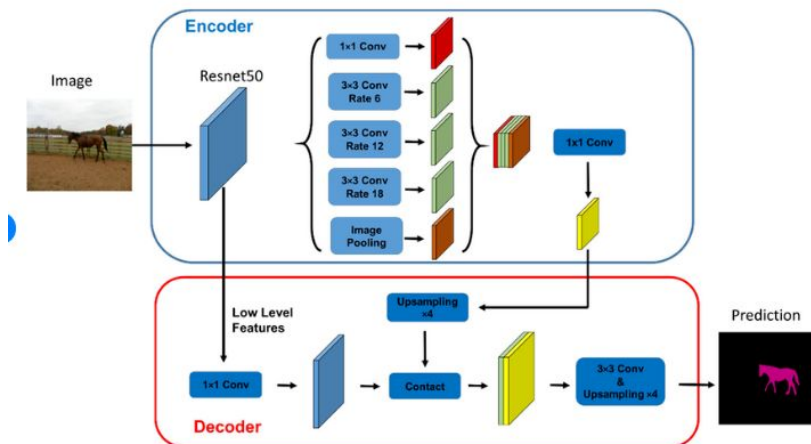 Encoder
Image
Resnet50
1×1 Conv
3×3 Conv
Rate 6
3×3 Conv
Rate 12
3×3 Conv
Rate 18
Image
Pooling
1x1 Conv
Low Level
Features
Upsampling
×4
Prediction
1×1 Conv
Contact
3×3 Conv
&
Upsampling ×4
Decoder